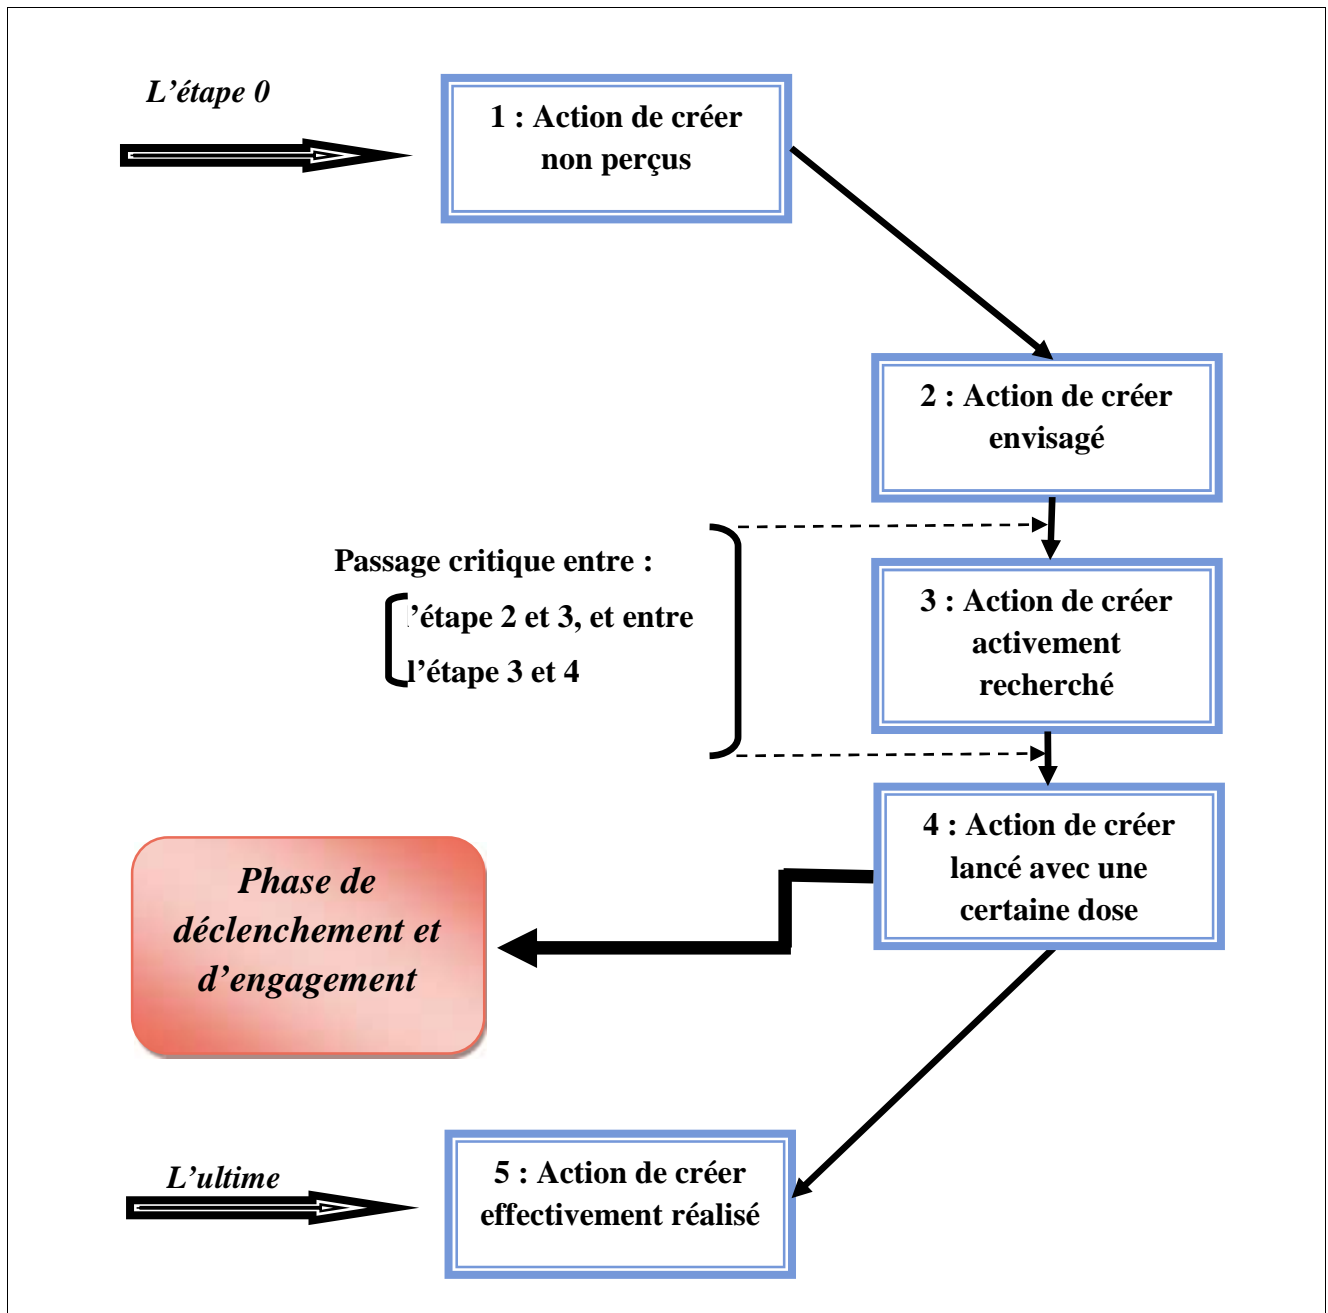 L'étape 0
1 : Action de créer
non perçus
2 : Action de créer
envisagé
Passage critique entre :
'étape 2 et 3, et entre
l'étape 3 et 4
3 : Action de créer
activement
recherché
4 : Action de créer
lancé avec une
certaine dose
Phase de
déclenchement et
d'engagement
L'ultime
5 : Action de créer
effectivement réalisé